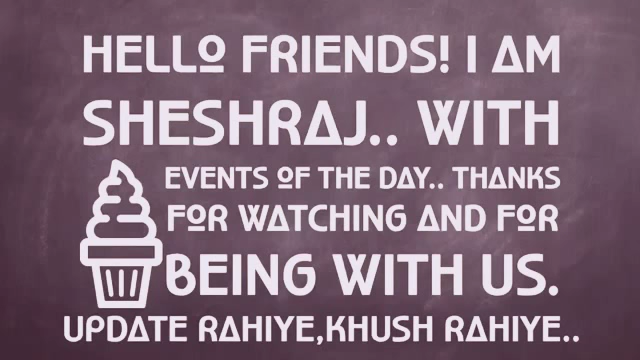 HELLO FRIENDS! I AM
SHESHRAJ.. WITH
EVENTS OF THE DAY.. THANKS
FOR WATCHING AND FOR
BEING WITH US.
UPDATE RAHIYE,KHUSH RAHIYE..